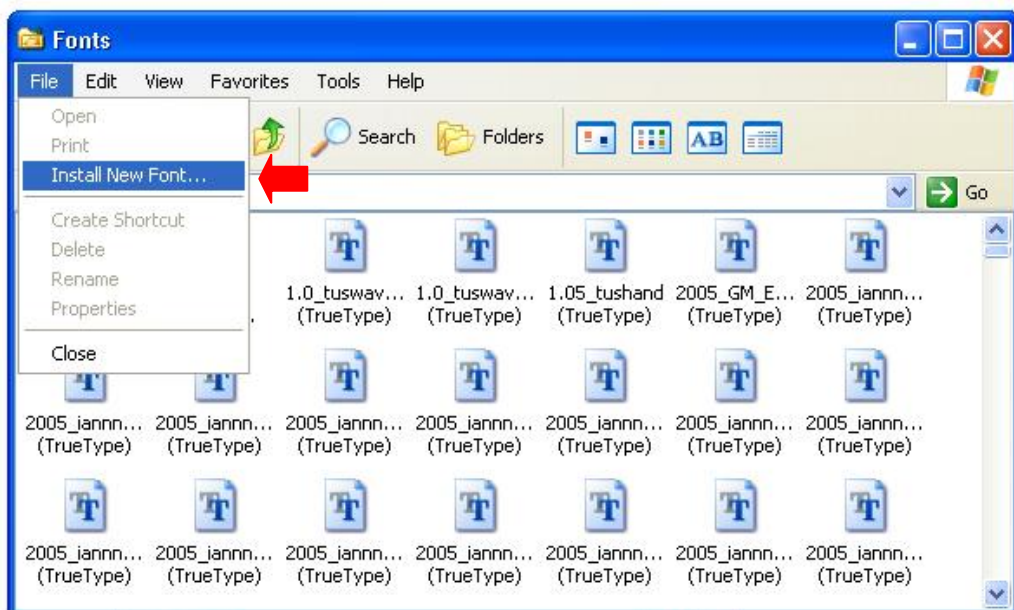 Fonts
File Edit View Favorites Tools Help
Open
Print
Search Folders AB
Install New Font...
Go
Create Shortcut
Delete
Rename
Properties
Close
1.0_tuswav... 1.0_tuswav... 1.05_tushand 2005_GM_E... 2005_iannn...
(TrueType) (TrueType) (TrueType) (TrueType) (TrueType)
2005_iannn... 2005_iannn... 2005_iannn... 2005_iannn... 2005_iannn... 2005_iannn... 2005_iannn...
(TrueType) (TrueType) (TrueType) (TrueType) (TrueType) (TrueType) (TrueType)
2005_iannn... 2005_iannn... 2005_iannn... 2005_iannn... 2005_iannn... 2005_iannn... 2005_iannn...
(TrueType) (TrueType) (TrueType) (TrueType) (TrueType) (TrueType) (TrueType)